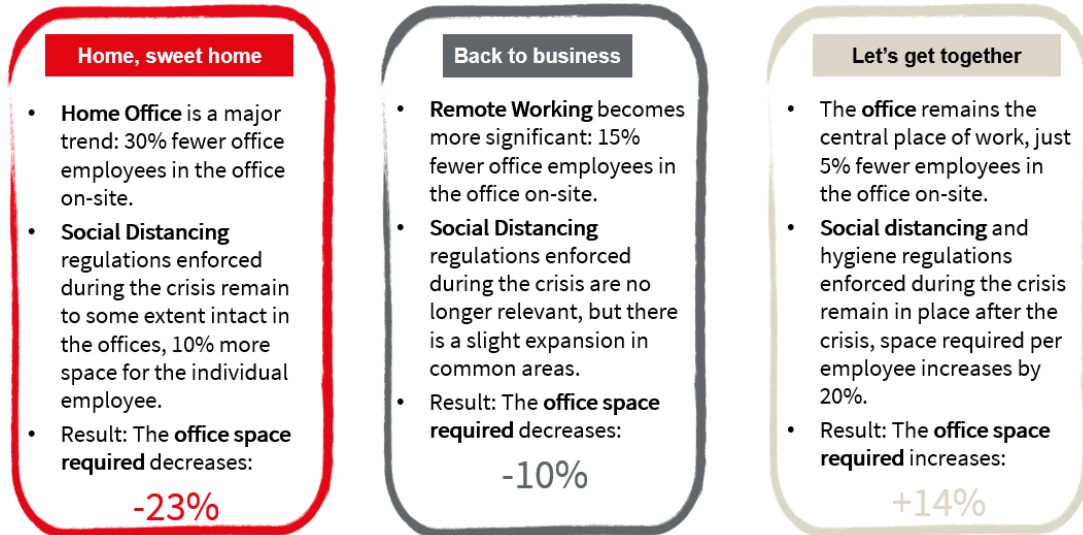 Home, sweet home
• Home Office is a major
trend: 30% fewer office
employees in the office
on-site.
• Social Distancing
regulations enforced
during the crisis remain
to some extent intact in
the offices, 10% more
space for the individual
employee.
• Result: The office space
required decreases:
-23%
Back to business
• Remote Working becomes
more significant: 15%
fewer office employees in
the office on-site.
• Social Distancing
regulations enforced
during the crisis are no
longer relevant, but there
is a slight expansion in
common areas.
• Result: The office space
required decreases:
-10%
Let's get together
• The office remains the
central place of work, just
5% fewer employees in
the office on-site.
• Social distancing and
hygiene regulations
enforced during the crisis
remain in place after the
crisis, space required per
employee increases by
20%.
• Result: The office space
required increases:
+14%